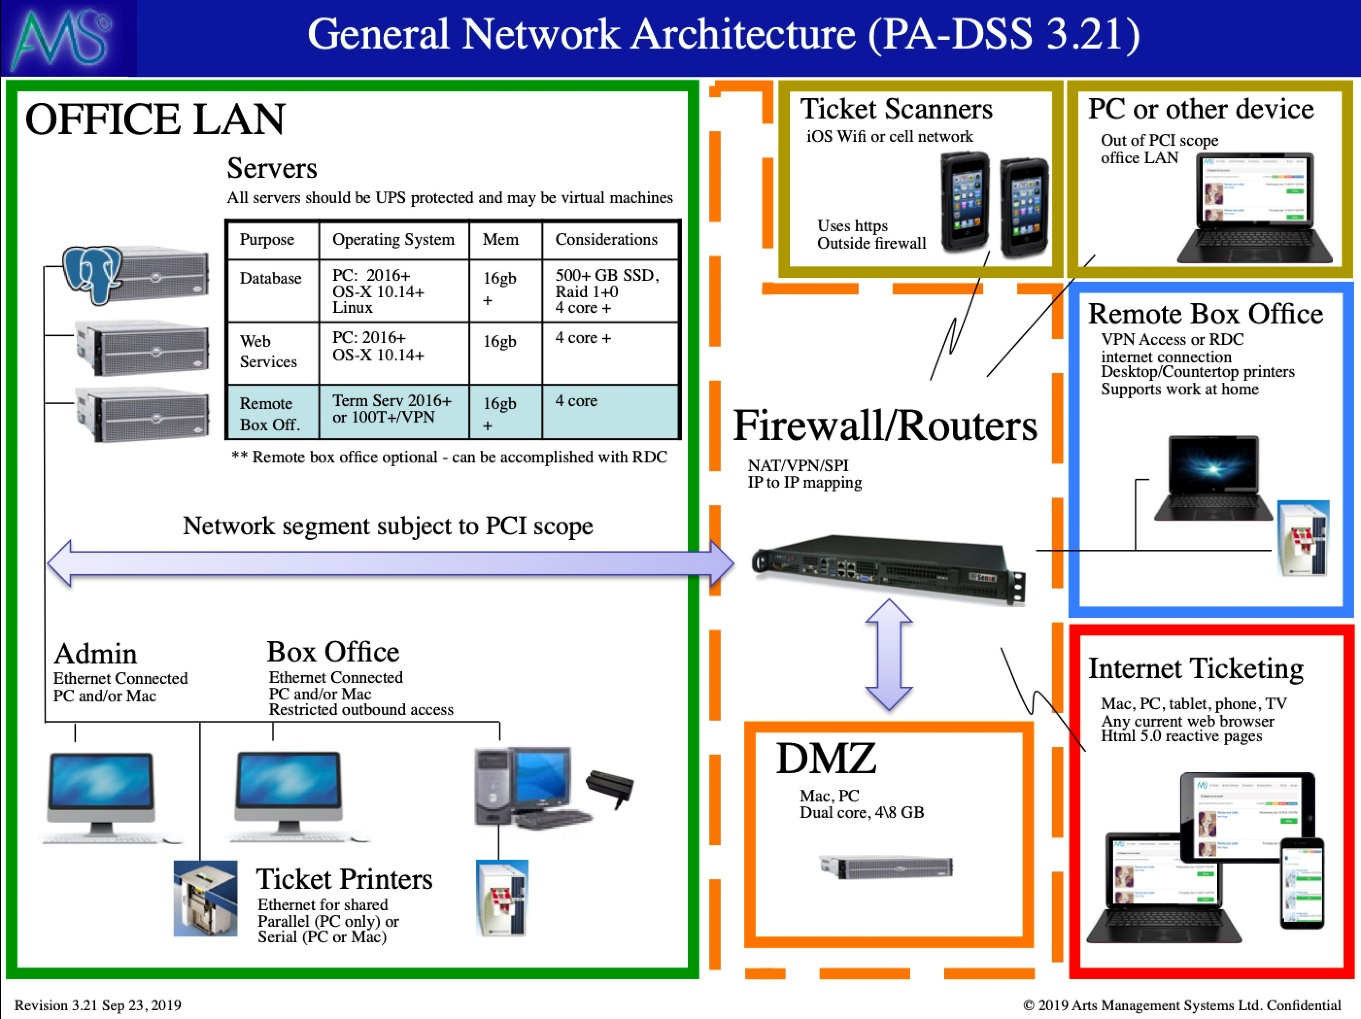 AMS
General Network Architecture (PA-DSS 3.21)
OFFICE LAN
Servers
All servers should be UPS protected and may be virtual machines
Purpose Operating System Mem Considerations
Database PC: 2016+ 16gb 500+ GB SSD,
OS-X 10.14+ + Raid 1+0
Linux 4 core +
Web PC: 2016+ 16gb 4 core +
Services OS-X 10.14+
Remote Term Serv 2016+ 16gb 4 core
Box Off. or 100T+/VPN +
** Remote box office optional - can be accomplished with RDC
Network segment subject to PCI scope
Admin
Ethernet Connected
PC and/or Mac
Box Office
Ethernet Connected
PC and/or Mac
Restricted outbound access
Ticket Printers
Ethernet for shared
Parallel (PC only) or
Serial (PC or Mac)
Ticket Scanners
iOS Wifi or cell network
Uses https
Outside firewall
PC or other device
Out of PCI scope
office LAN
Firewall/Routers
NAT/VPN/SPI
IP to IP mapping
Sense
Remote Box Office
VPN Access or RDC
internet connection
Desktop/Countertop printers
Supports work at home
DMZ
Mac, PC
Dual core, 4\8 GB
Internet Ticketing
Mac, PC, tablet, phone, TV
Any current web browser
Html 5.0 reactive pages
Revision 3.21 Sep 23, 2019
© 2019 Arts Management Systems Ltd. Confidential